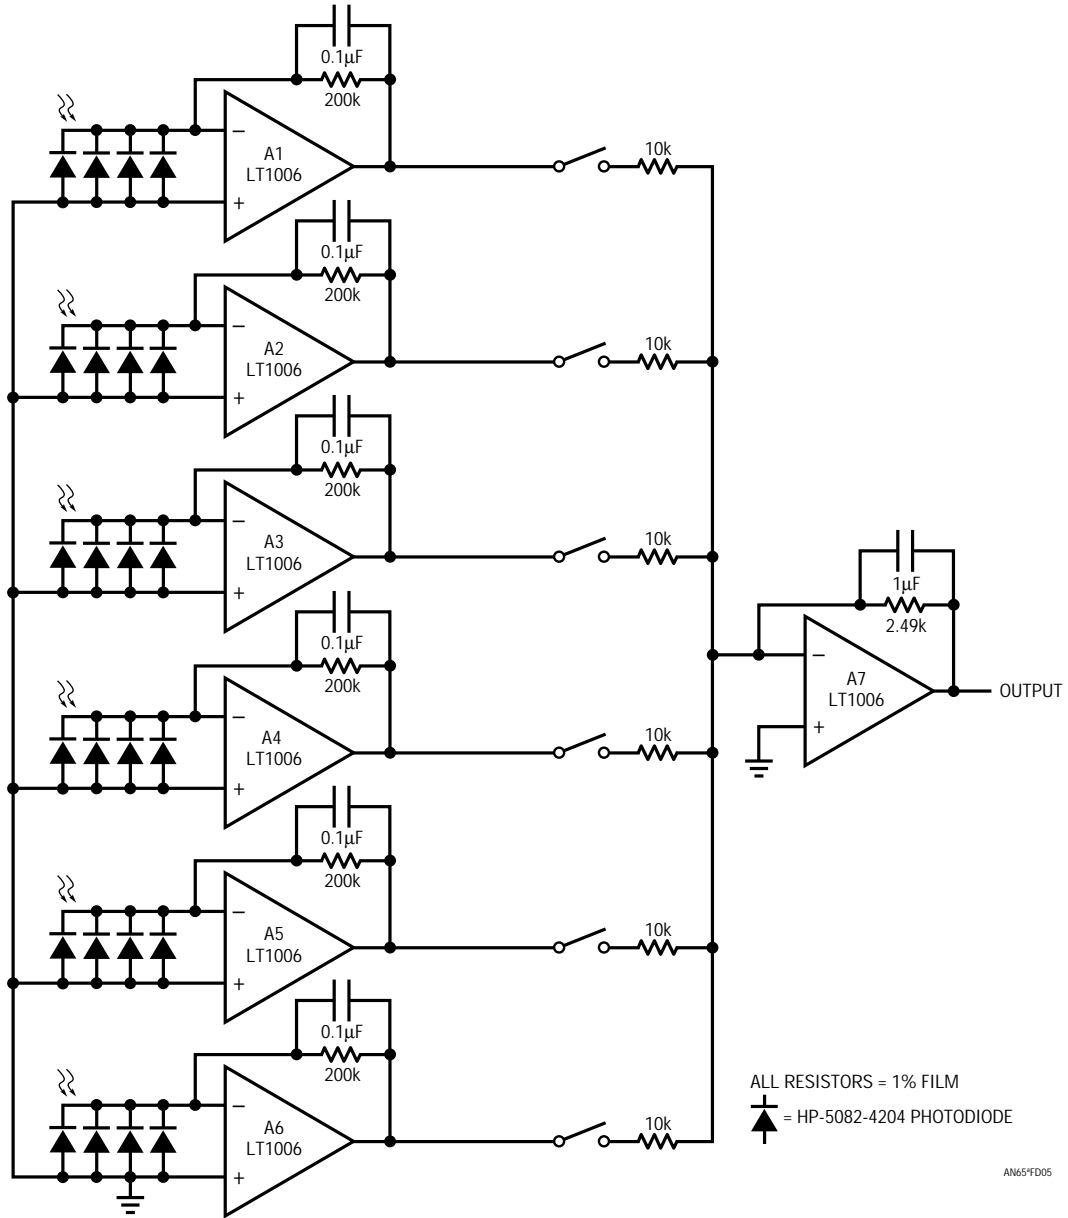 0.1µF
200k
−
A1
LT1006
+
10k
0.1µF
200k
−
A2
LT1006
+
10k
0.1µF
200k
−
A3
LT1006
+
10k
1µF
2.49k
0.1µF
200k
−
A4
LT1006
+
10k
−
A7
LT1006
+
OUTPUT
0.1µF
200k
−
A5
LT1006
+
10k
0.1µF
200k
−
A6
LT1006
+
10k
ALL RESISTORS = 1% FILM
= HP-5082-4204 PHOTODIODE
AN65*FD05